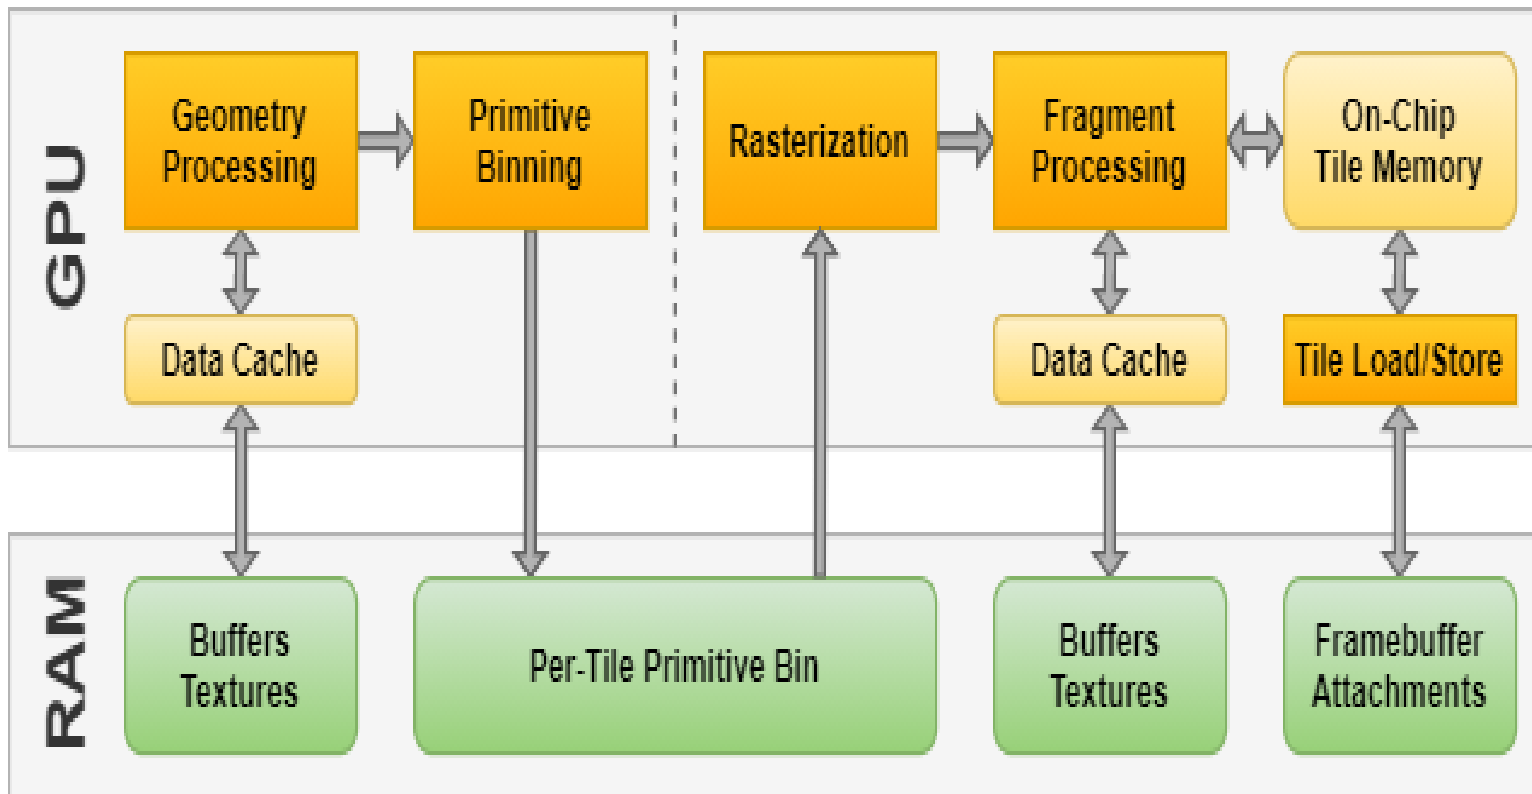 GPU
Geometry
Processing
Primitive
Binning
Rasterization
Fragment
Processing
On-Chip
Tile Memory
Data Cache
Data Cache
Tile Load/Store
RAM
Buffers
Textures
Per-Tile Primitive Bin
Buffers
Textures
Framebuffer
Attachments